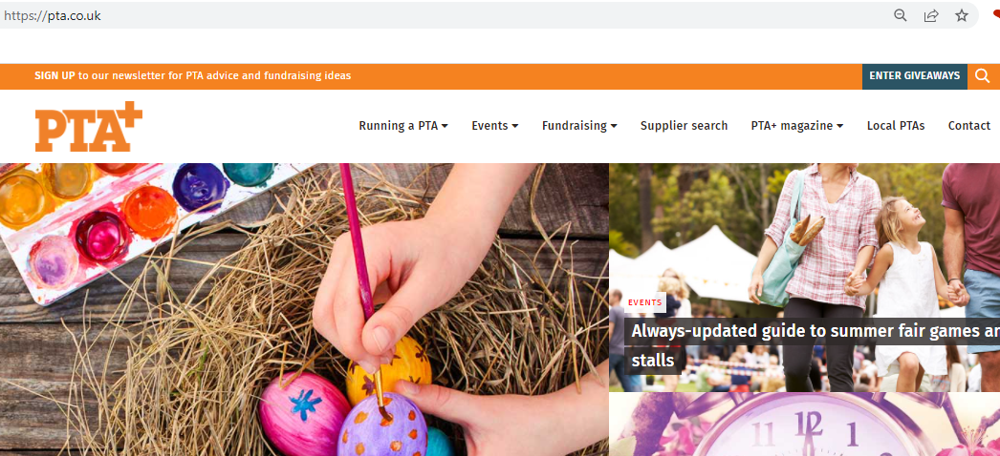 https://pta.co.uk
SIGN UP to our newsletter for PTA advice and fundraising ideas
ENTER GIVEAWAYS
PTA+
Running a PTA
Events
Fundraising
Supplier search
PTA+ magazine
Local PTAs
Contact
EVENTS
Always-updated guide to summer fair games
stalls
11 12 1